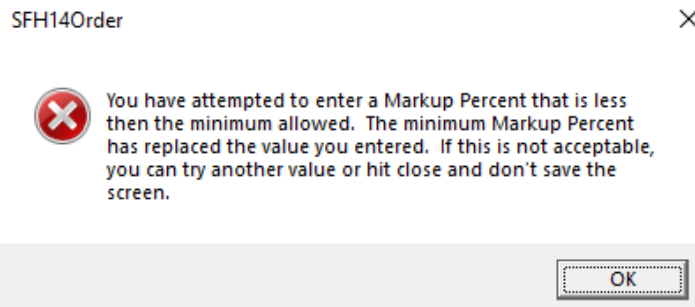 SFH14Order
You have attempted to enter a Markup Percent that is less
then the minimum allowed.  The minimum Markup Percent
has replaced the value you entered.  If this is not acceptable,
you can try another value or hit close and don't save the
screen.
OK